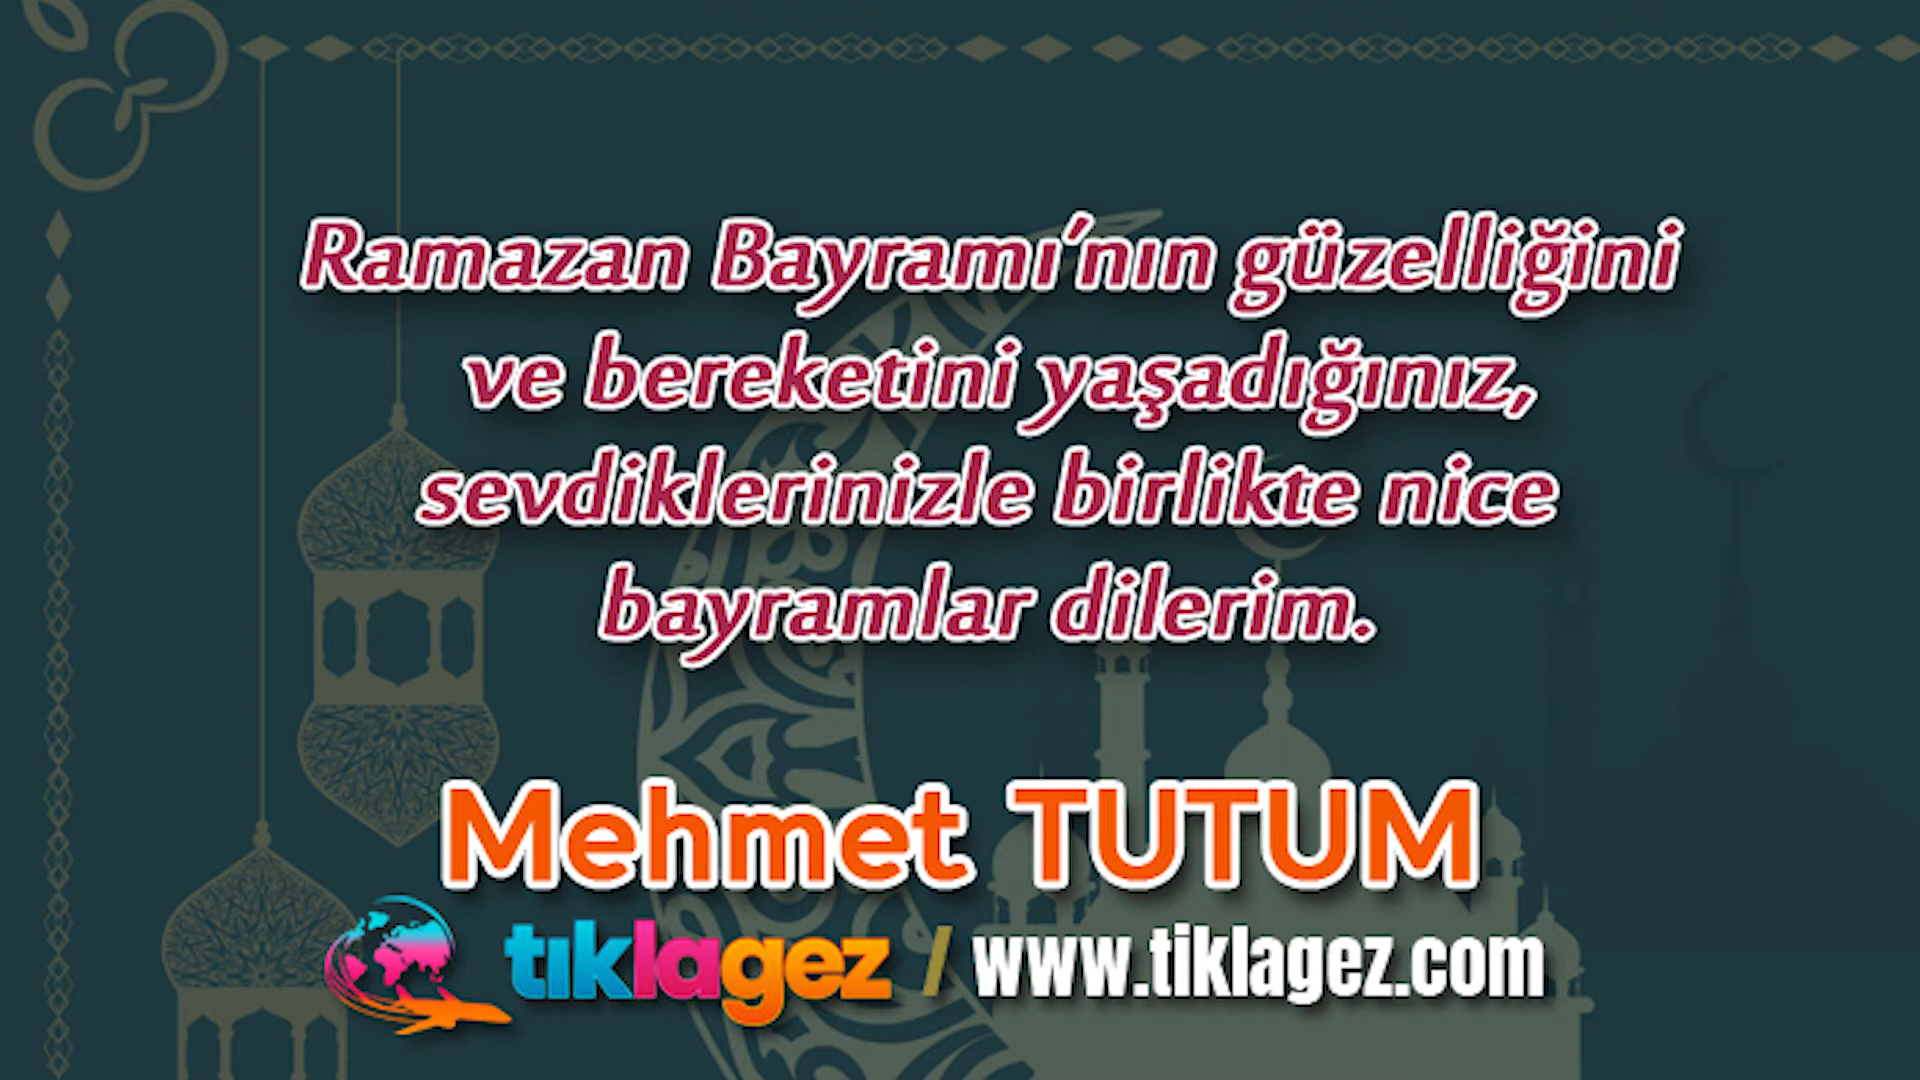 Ramazan Bayramı'nın güzelliğini
ve bereketini yaşadığınız,
sevdiklerinizle birlikte nice
bayramlar dilerim.
Mehmet TUTUM
tıklagez / www.tiklagez.com